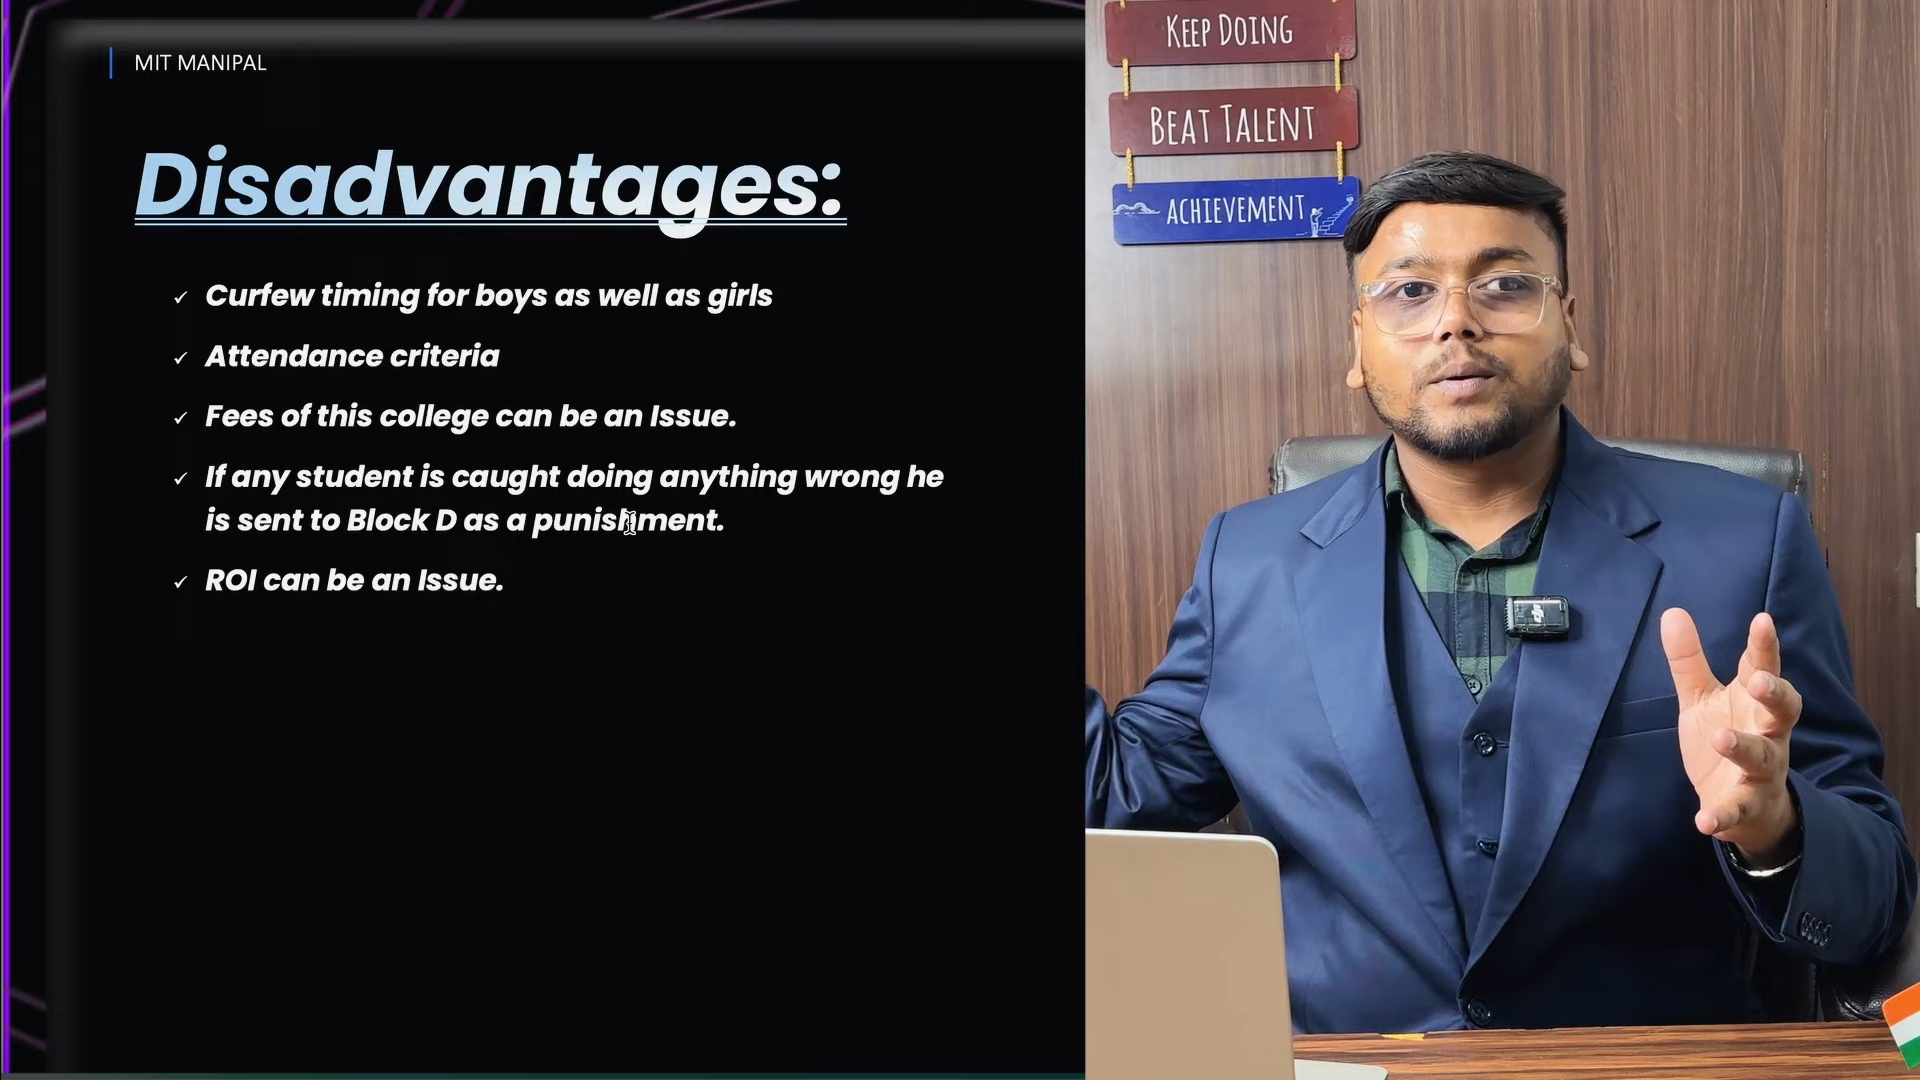 MIT MANIPAL
Disadvantages:
✓ Curfew timing for boys as well as girls
✓ Attendance criteria
✓ Fees of this college can be an Issue.
✓ If any student is caught doing anything wrong he
is sent to Block D as a punishment.
✓ ROI can be an Issue.
KEEP DOING
BEAT TALENT
ACHIEVEMENT
dji